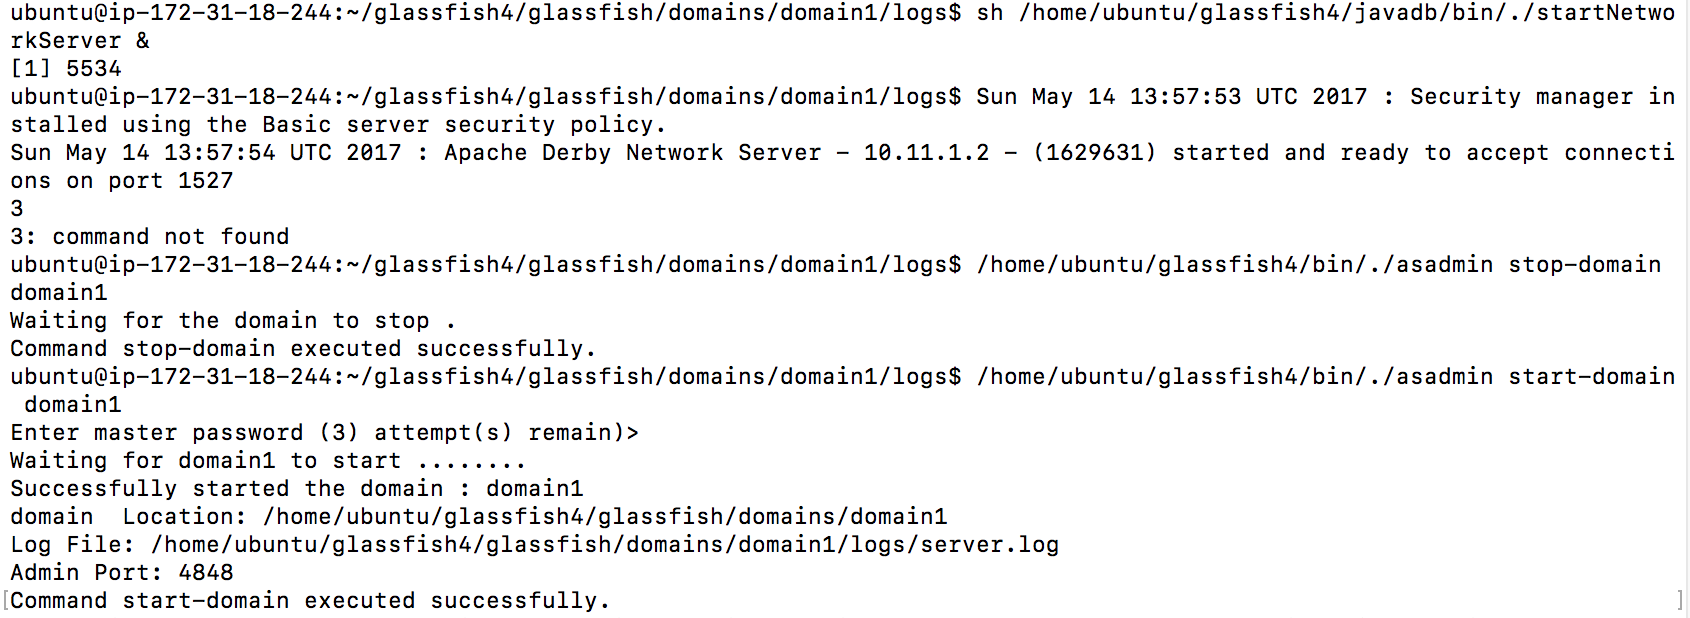 ubuntu@ip-172-31-18-244:~/glassfish4/glassfish/domains/domain1/logs$ sh /home/ubuntu/glassfish4/javadb/bin/./startNetwo
rkServer &
[1] 5534
ubuntu@ip-172-31-18-244:~/glassfish4/glassfish/domains/domain1/logs$ Sun May 14 13:57:53 UTC 2017 : Security manager in
stalled using the Basic server security policy.
Sun May 14 13:57:54 UTC 2017 : Apache Derby Network Server - 10.11.1.2 - (1629631) started and ready to accept connecti
ons on port 1527
3
3: command not found
ubuntu@ip-172-31-18-244:~/glassfish4/glassfish/domains/domain1/logs$ /home/ubuntu/glassfish4/bin/./asadmin stop-domain
domain1
Waiting for the domain to stop .
Command stop-domain executed successfully.
ubuntu@ip-172-31-18-244:~/glassfish4/glassfish/domains/domain1/logs$ /home/ubuntu/glassfish4/bin/./asadmin start-domain
 domain1
Enter master password (3) attempt(s) remain)>
Waiting for domain1 to start ........
Successfully started the domain : domain1
domain  Location: /home/ubuntu/glassfish4/glassfish/domains/domain1
Log File: /home/ubuntu/glassfish4/glassfish/domains/domain1/logs/server.log
Admin Port: 4848
[Command start-domain executed successfully. ]